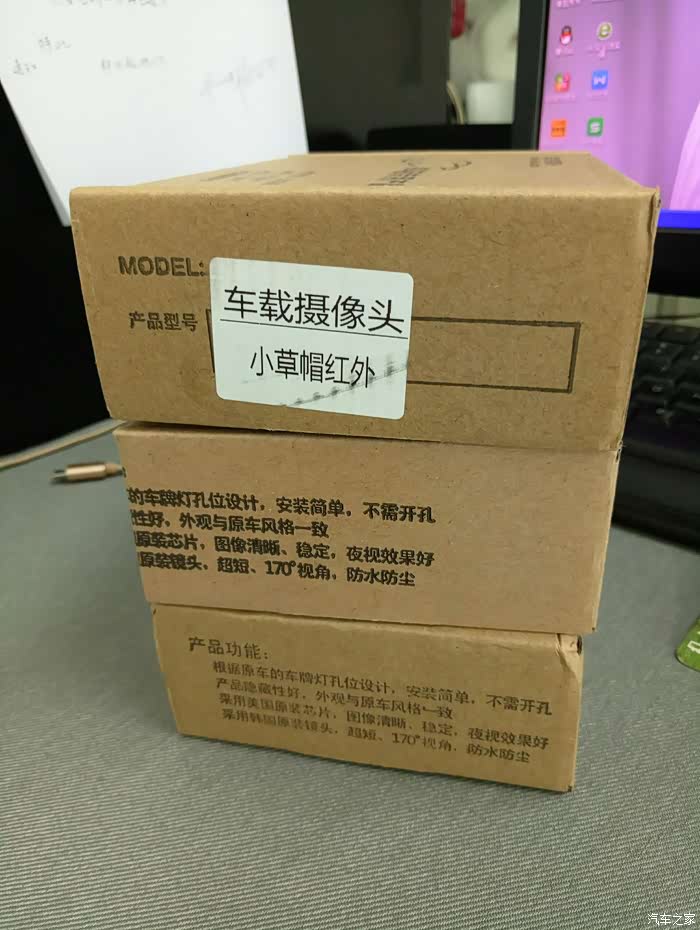 MODEL:
产品型号
车载摄像头
小草帽红外
的车牌灯孔位设计，安装简单，不需开孔
性好，外观与原车风格一致
原装芯片，图像清晰、稳定，夜视效果好
原装镜头，超短、170°视角，防水防尘
产品功能：
根据原车的车牌灯孔位设计，安装简单，不需开孔
产品隐蔽性好，外观与原车风格一致
采用美国原装芯片，图像清晰、稳定，夜视效果好
采用韩国原装镜头，超短、170°视角，防水防尘
汽车之家